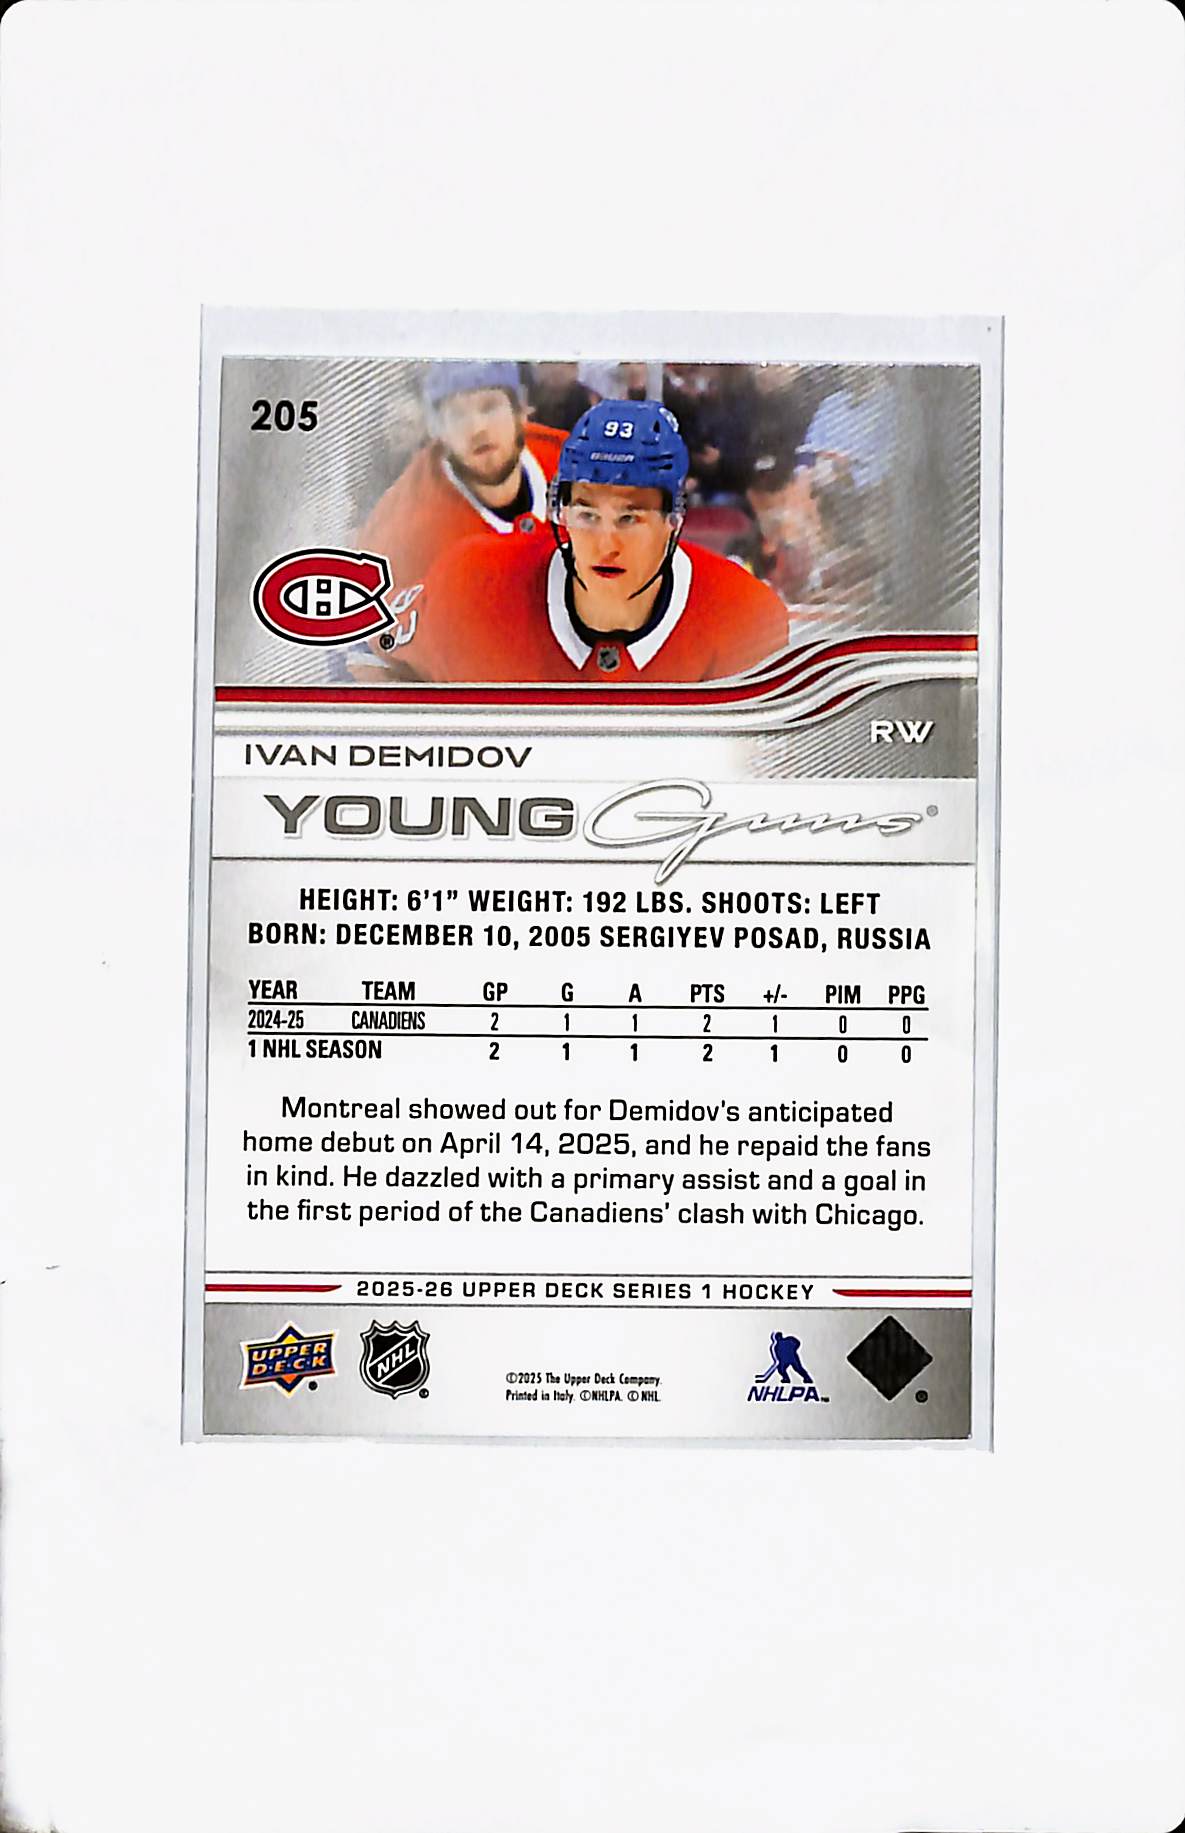 205
93
BAUER
RW
IVAN DEMIDOV
YOUNG Guns®
HEIGHT: 6'1” WEIGHT: 192 LBS. SHOOTS: LEFT
BORN: DECEMBER 10, 2005 SERGIYEV POSAD, RUSSIA
YEAR TEAM GP G A PTS +/- PIM PPG
2024-25 CANADIENS 2 1 1 2 1 0 0
1 NHL SEASON 2 1 1 2 1 0 0
Montreal showed out for Demidov's anticipated
home debut on April 14, 2025, and he repaid the fans
in kind. He dazzled with a primary assist and a goal in
the first period of the Canadiens' clash with Chicago.
2025-26 UPPER DECK SERIES 1 HOCKEY
UPPER
D·E·C·K
NHL
©2025 The Upper Deck Company.
Printed in Italy. ©NHLPA. © NHL
NHLPA™